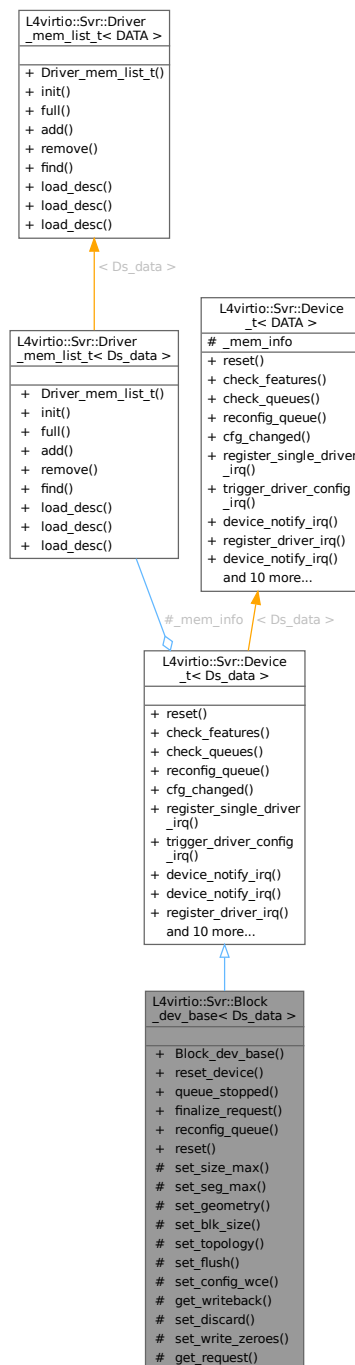 L4virtio::Svr::Driver
_mem_list_t< DATA >
+ Driver_mem_list_t()
+ init()
+ full()
+ add()
+ remove()
+ find()
+ load_desc()
+ load_desc()
+ load_desc()
< Ds_data >
L4virtio::Svr::Driver
_mem_list_t< Ds_data >
+ Driver_mem_list_t()
+ init()
+ full()
+ add()
+ remove()
+ find()
+ load_desc()
+ load_desc()
+ load_desc()
L4virtio::Svr::Device
_t< DATA >
# _mem_info
+ reset()
+ check_features()
+ check_queues()
+ reconfig_queue()
+ cfg_changed()
+ register_single_driver
_irq()
+ trigger_driver_config
_irq()
+ device_notify_irq()
+ register_driver_irq()
+ device_notify_irq()
and 10 more...
#_mem_info
< Ds_data >
L4virtio::Svr::Device
_t< Ds_data >
+ reset()
+ check_features()
+ check_queues()
+ reconfig_queue()
+ cfg_changed()
+ register_single_driver
_irq()
+ trigger_driver_config
_irq()
+ device_notify_irq()
+ device_notify_irq()
+ register_driver_irq()
and 10 more...
L4virtio::Svr::Block
_dev_base< Ds_data >
+ Block_dev_base()
+ reset_device()
+ queue_stopped()
+ finalize_request()
+ reconfig_queue()
+ reset()
# set_size_max()
# set_seg_max()
# set_geometry()
# set_blk_size()
# set_topology()
# set_flush()
# set_config_wce()
# get_writeback()
# set_discard()
# set_write_zeroes()
# get_request()